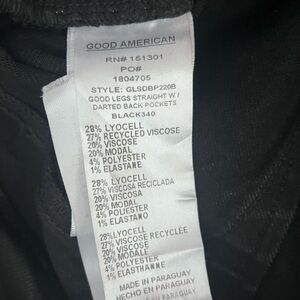 GOOD AMERICAN
RN# 151301
PO#
1804705
STYLE: GLSDBP220B
GOOD LEGS STRAIGHT W/
DARTED BACK POCKETS
BLACK340
28% LYOCELL
27% RECYCLED VISCOSE
20% VISCOSE
20% MODAL
4% POLYESTER
1% ELASTANE
28% LYOCELL
27% VISCOSA RECICLADA
20% VISCOSA
20% MODAL
4% POLIESTER
1% ELASTANO
28% LYOCELL
27% VISCOSE RECYCLÉE
20% VISCOSE
20% MODAL
4% POLYESTER
1% ELASTHANNE
MADE IN PARAGUAY
HECHO EN PARAGUAY